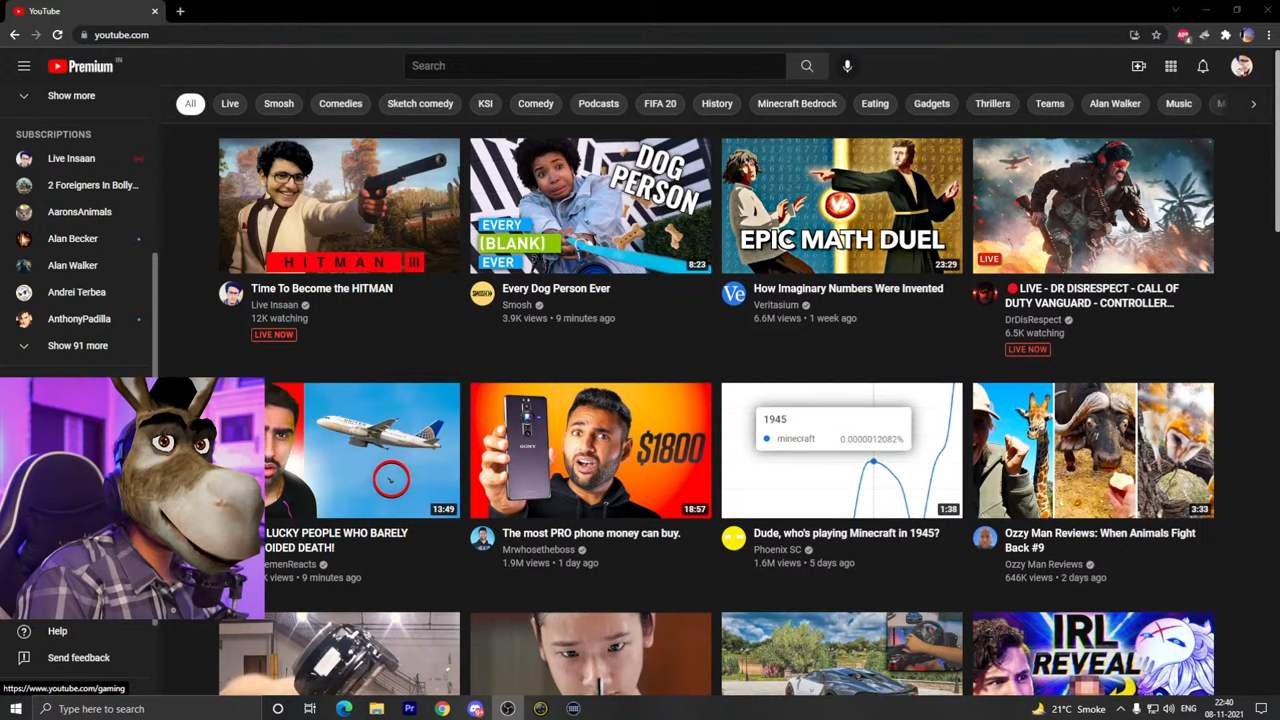 YouTube
youtube.com
Premium IN
Search
Show more
All
Live
Smosh
Comedies
Sketch comedy
KSI
Comedy
Podcasts
FIFA 20
History
Minecraft Bedrock
Eating
Gadgets
Thrillers
Teams
Alan Walker
Music
SUBSCRIPTIONS
Live Insaan
2 Foreigners In Bolly...
AaronsAnimals
Alan Becker
Alan Walker
Andrei Terbea
AnthonyPadilla
Show 91 more
HITMAN III
Time To Become the HITMAN
Live Insaan
12K watching
LIVE NOW
DOG
PERSON
EVERY
(BLANK)
EVER
8:23
SMOSH
Every Dog Person Ever
Smosh
3.9K views • 9 minutes ago
VS
EPIC MATH DUEL
23:29
Ve
How Imaginary Numbers Were Invented
Veritasium
6.6M views • 1 week ago
LIVE
LIVE - DR DISRESPECT - CALL OF
DUTY VANGUARD - CONTROLLER...
DrDisRespect
6.5K watching
LIVE NOW
UNITED
13:49
LUCKY PEOPLE WHO BARELY
OIDED DEATH!
emenReacts
K views • 9 minutes ago
SONY
$1800
18:57
The most PRO phone money can buy.
Mrwhosetheboss
1.9M views • 1 day ago
1945
minecraft 0.0000012082%
1:38
Dude, who's playing Minecraft in 1945?
Phoenix SC
1.6M views • 5 days ago
3:33
Ozzy Man Reviews: When Animals Fight
Back #9
Ozzy Man Reviews
646K views • 2 days ago
IRL
REVEAL
Help
Send feedback
https://www.youtube.com/gaming
Type here to search
Pr
21°C Smoke
ENG
22:40
08-11-2021